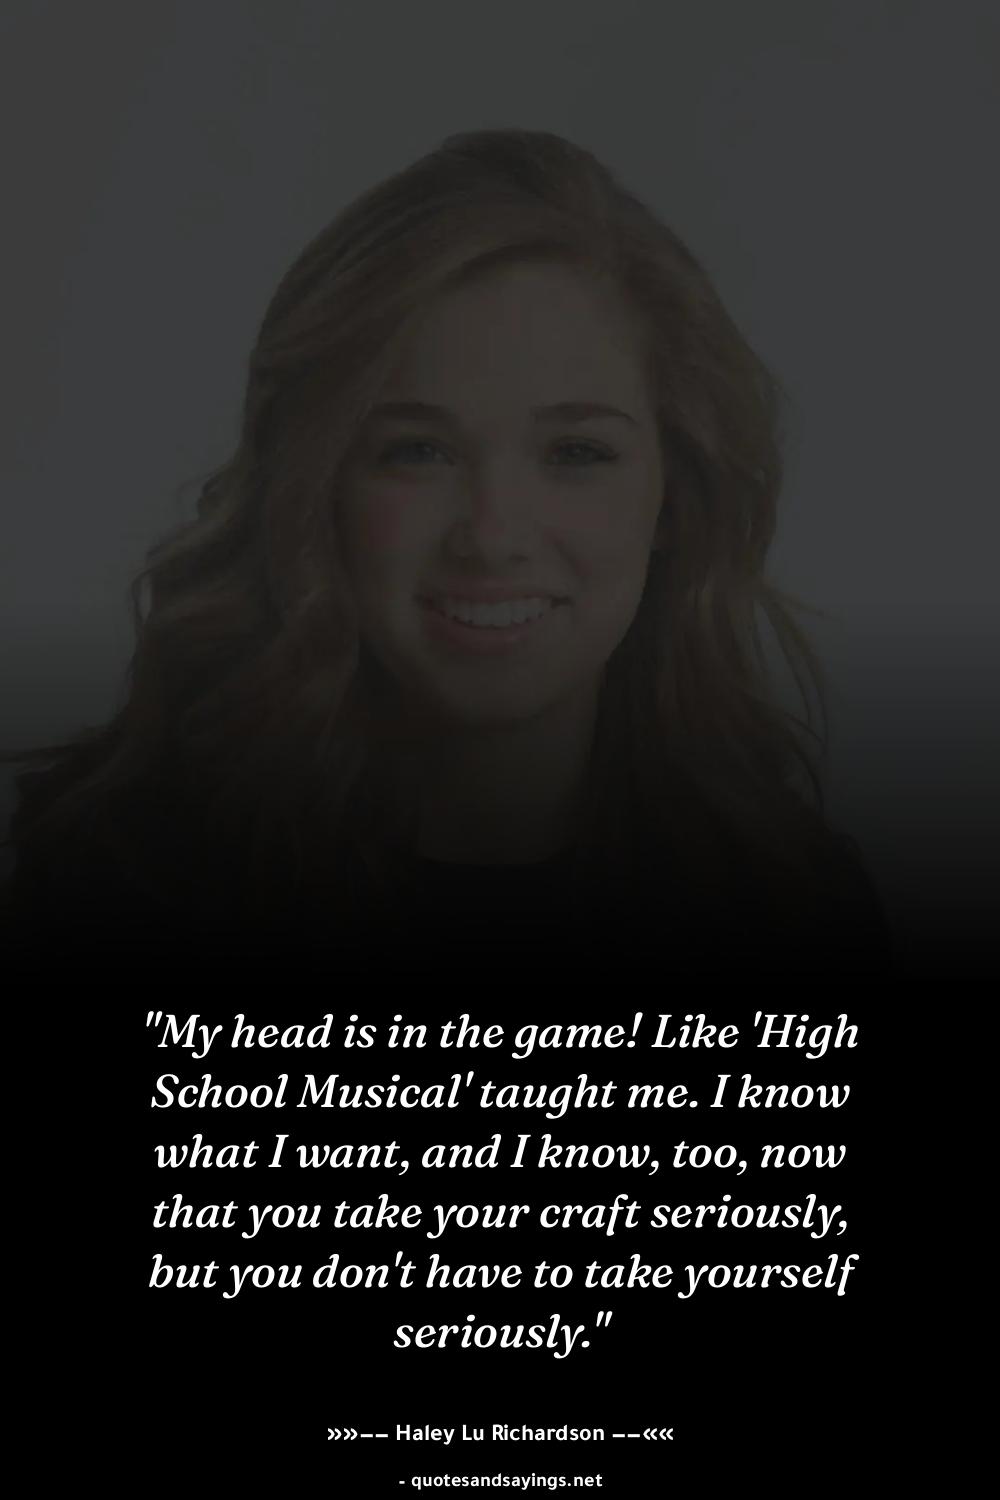 "My head is in the game! Like 'High
School Musical' taught me. I know
what I want, and I know, too, now
that you take your craft seriously,
but you don't have to take yourself
seriously."
»»−− Haley Lu Richardson −−««
- quotesandsayings.net